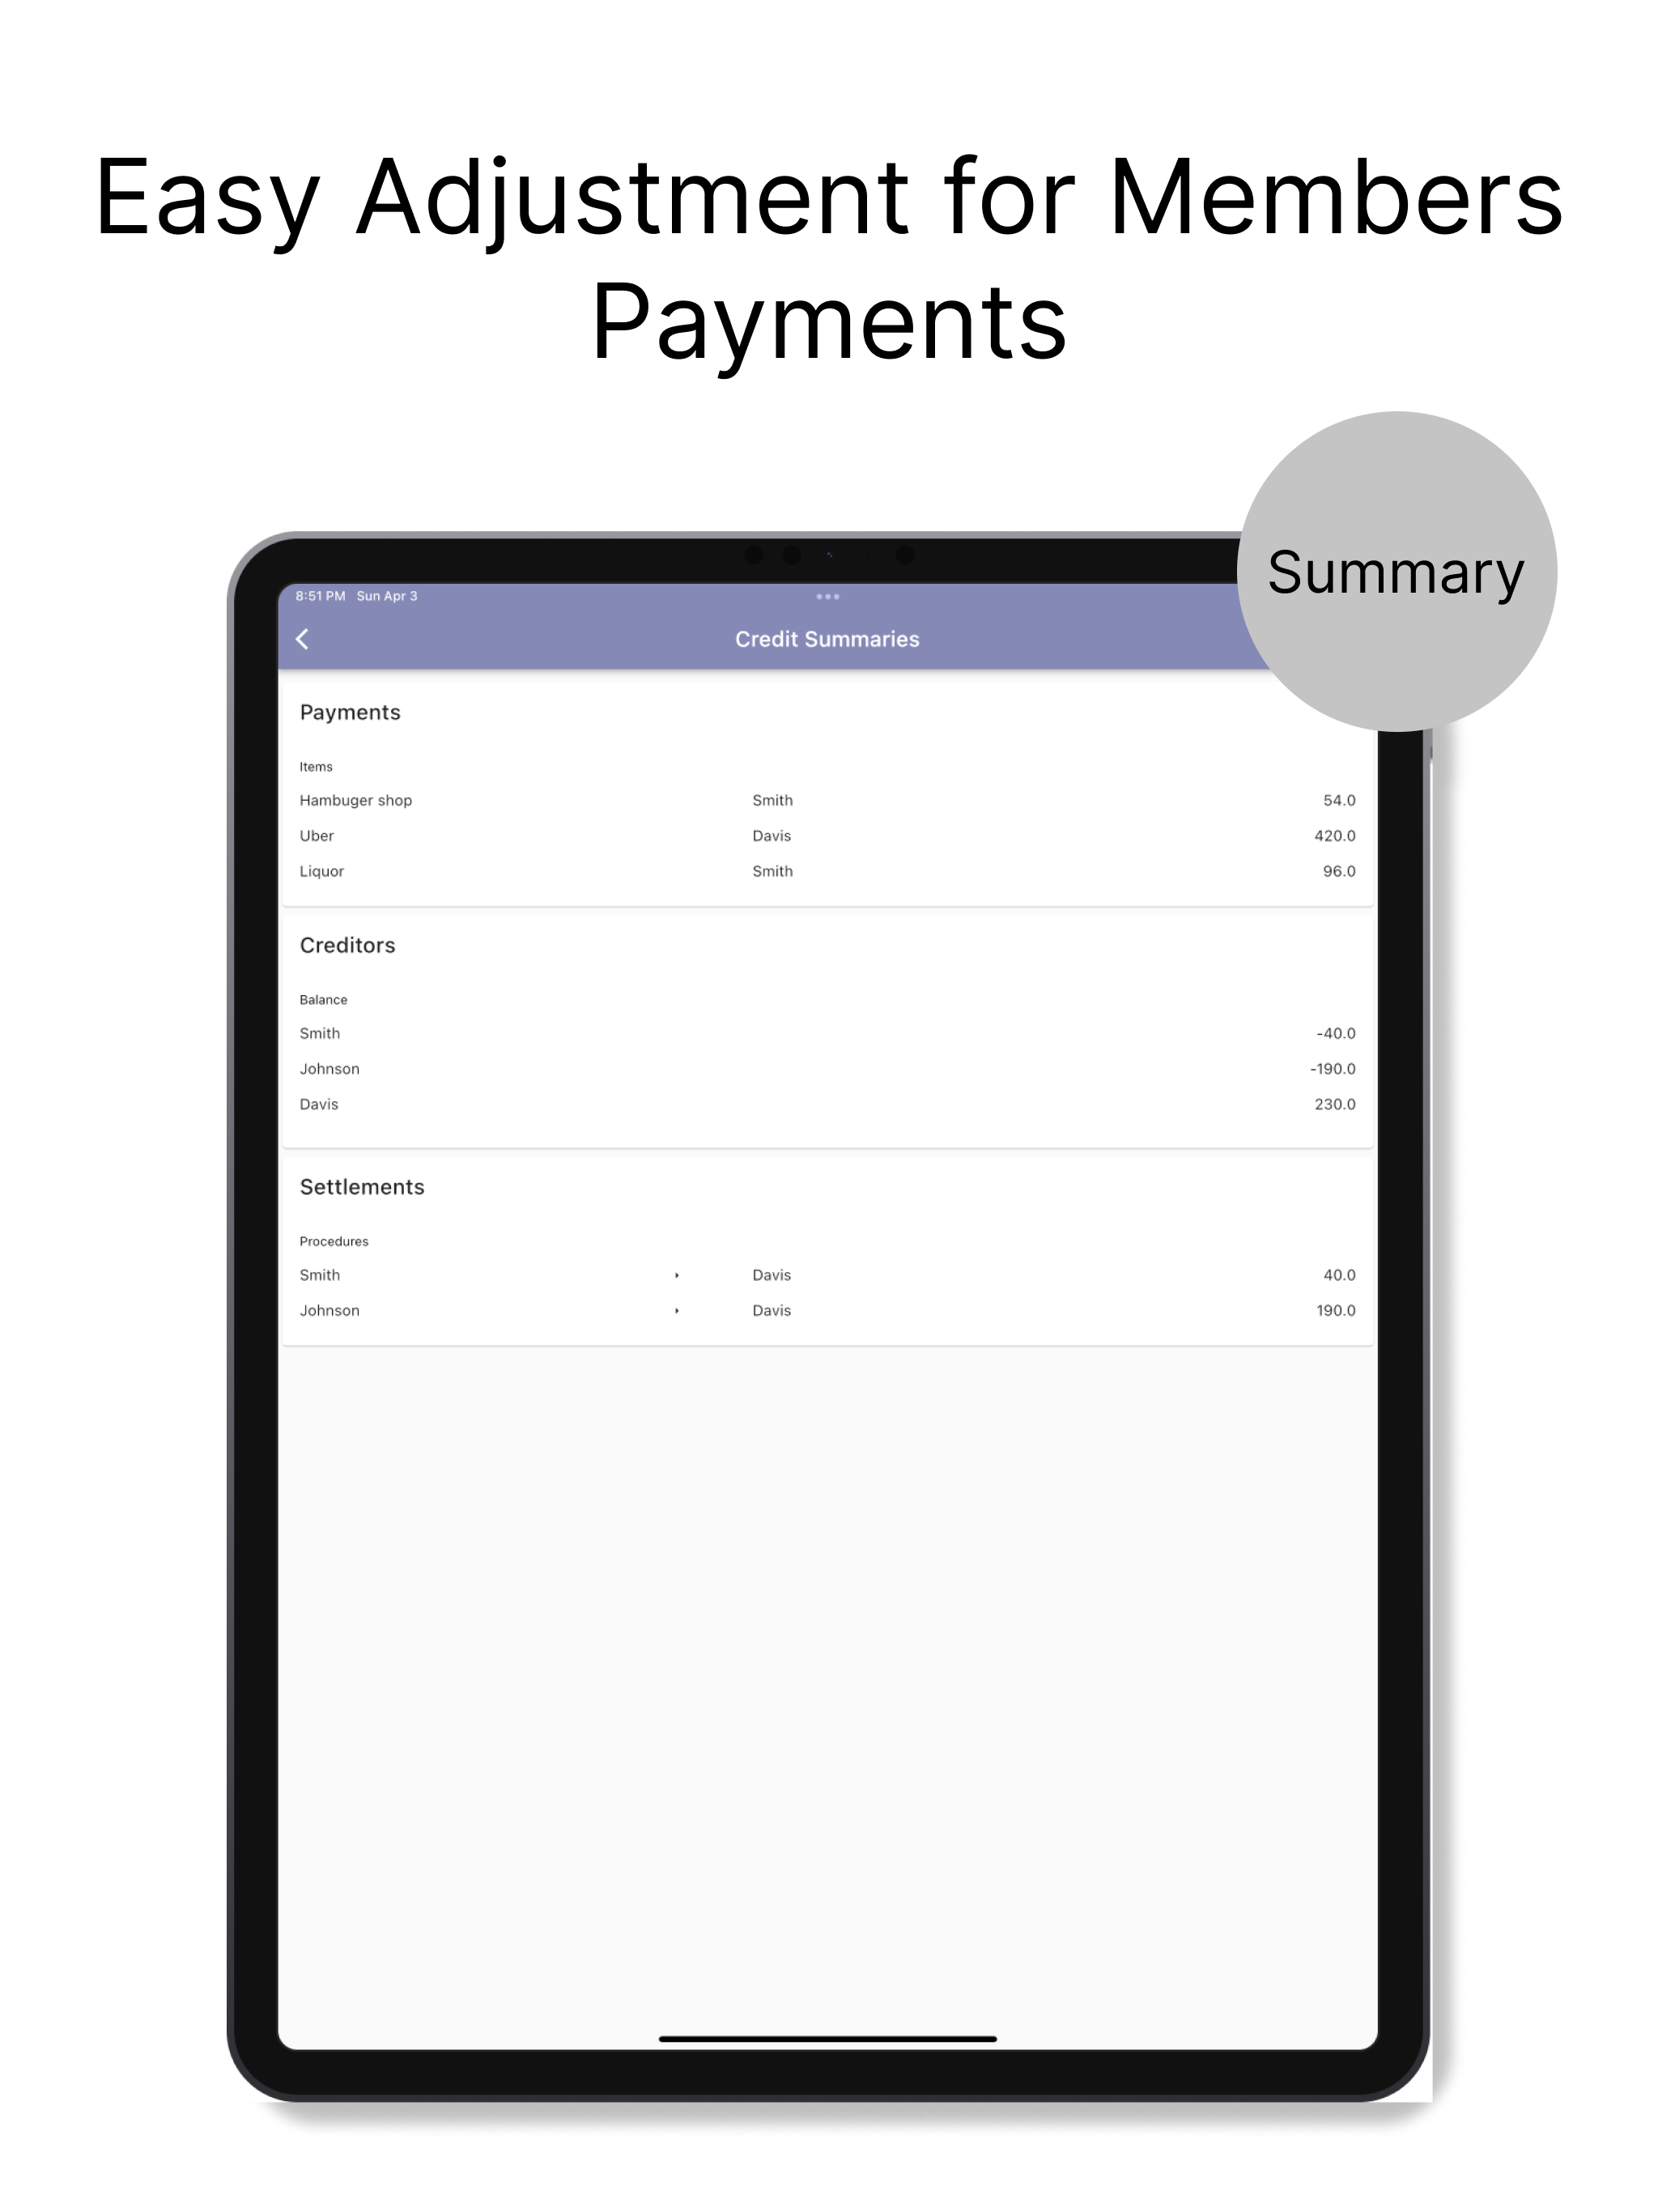 Easy Adjustment for Members
Payments
Summary
8:51 PM Sun Apr 3
Credit Summaries
Payments
Items
Hambuger shop Smith 54.0
Uber Davis 420.0
Liquor Smith 96.0
Creditors
Balance
Smith -40.0
Johnson -190.0
Davis 230.0
Settlements
Procedures
Smith Davis 40.0
Johnson Davis 190.0